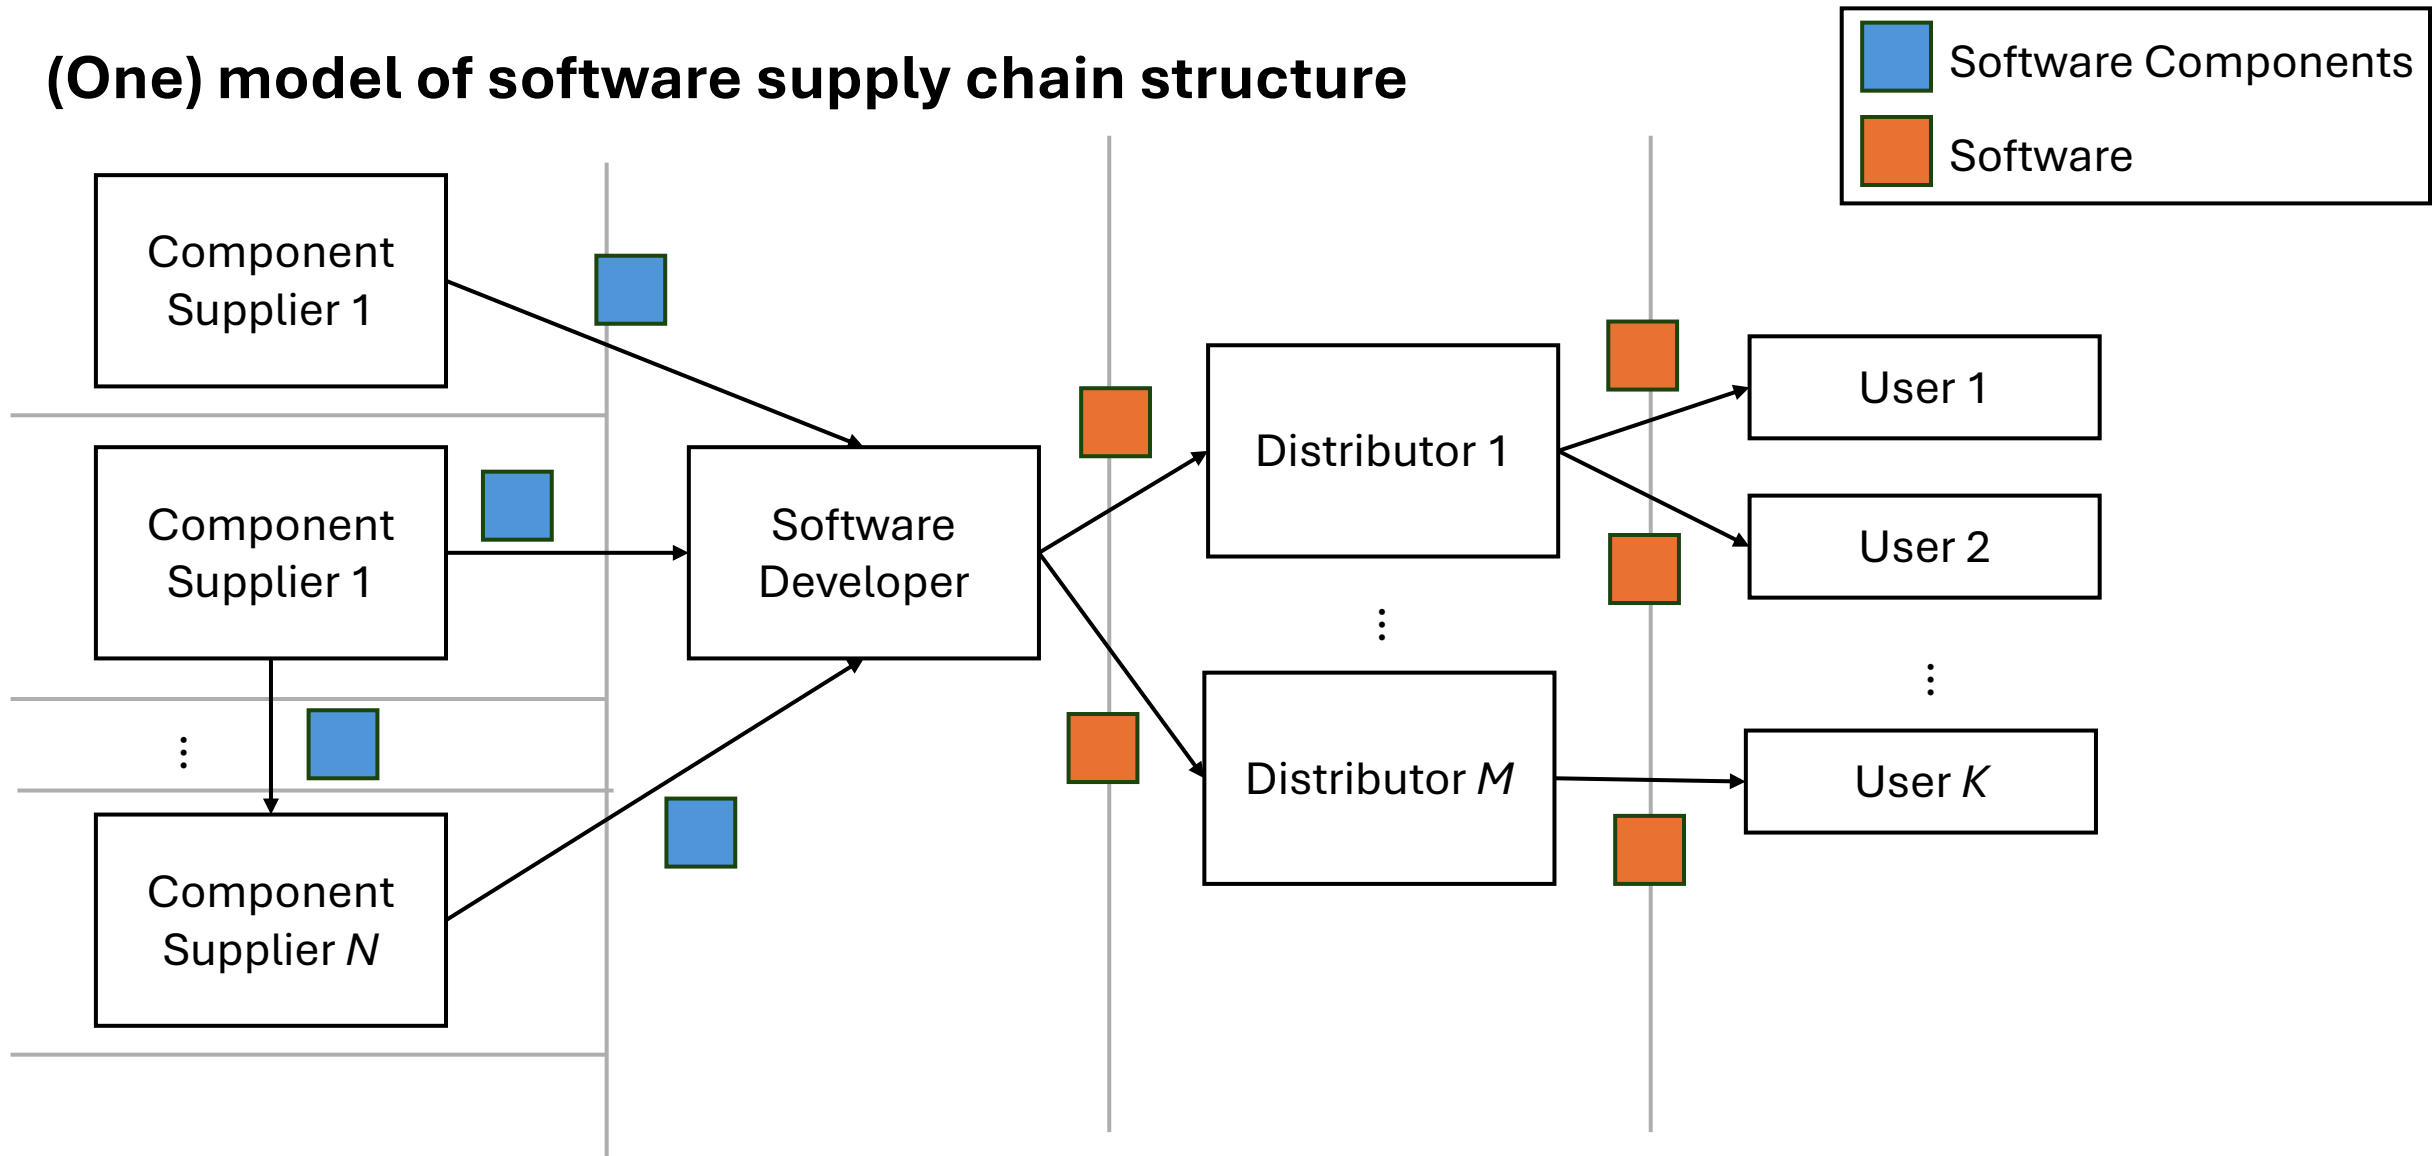 (One) model of software supply chain structure
Software Components
Software
Component
Supplier 1
Component
Supplier 1
⋮
Component
Supplier N
Software
Developer
Distributor 1
⋮
Distributor M
User 1
User 2
⋮
User K